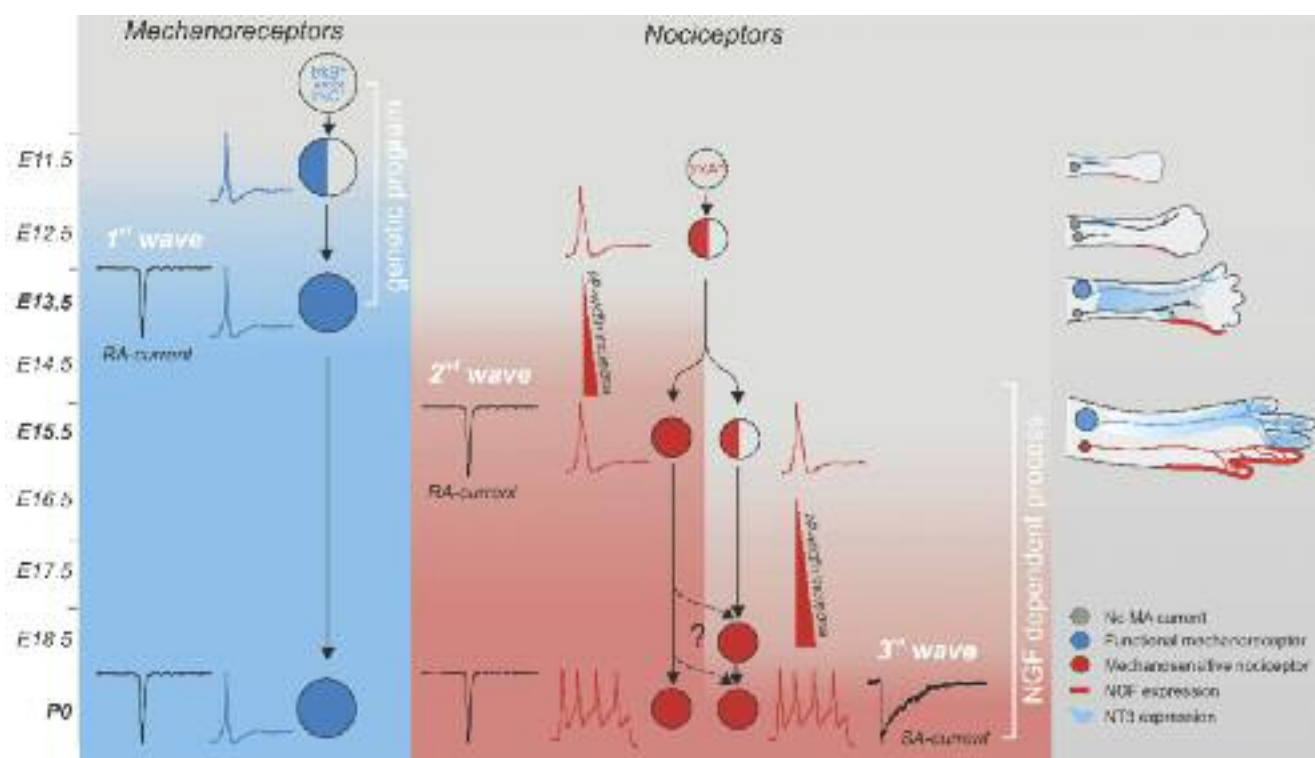 Mechanoreceptors
Nociceptors
genetic program
E11.5
trkA+
E12.5
1st wave
E13.5
RA-current
E14.5
2nd wave
E15.5
RA-current
E16.5
E17.5
E18.5
?
3rd wave
P0
SA-current
NGF dependent process
No MA current
Functional mechanoreceptor
Mechanosensitive nociceptor
NGF expression
NT3 expression